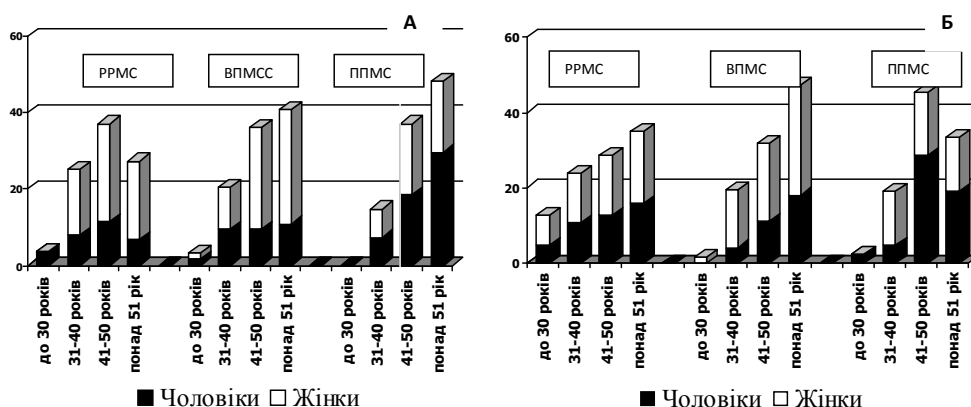 А
60
40
20
0
РРМС
ВПМСС
ППМС
до 30 років
31-40 років
41-50 років
понад 51 рік
до 30 років
31-40 років
41-50 років
понад 51 рік
до 30 років
31-40 років
41-50 років
понад 51 рік
Чоловіки Жінки
Б
60
40
20
0
РРМС
ВПМС
ППМС
до 30 років
31-40 років
41-50 років
понад 51 рік
до 30 років
31-40 років
41-50 років
понад 51 рік
до 30 років
31-40 років
41-50 років
понад 51 рік
Чоловіки Жінки